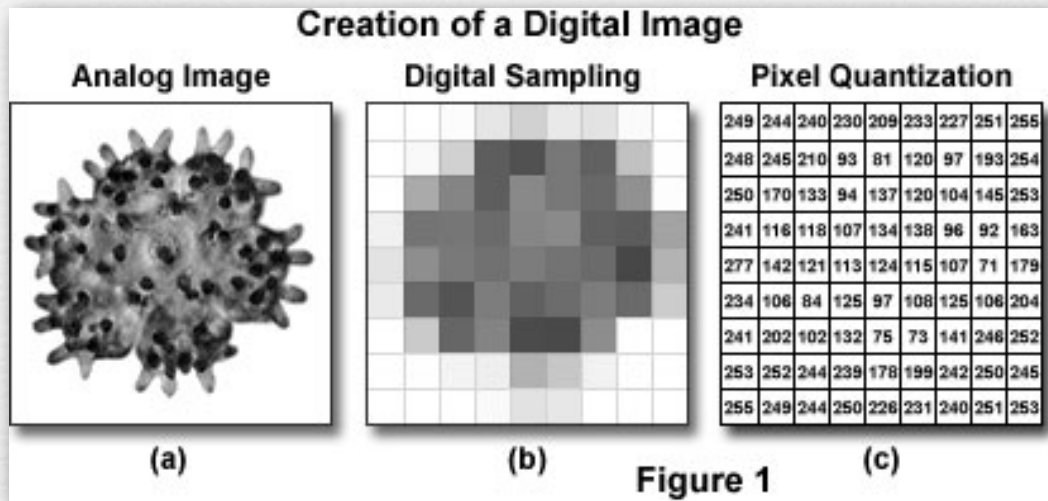 Creation of a Digital Image
Analog Image
Digital Sampling
Pixel Quantization
249 244 240 230 209 233 227 251 255
248 245 210 93 81 120 97 193 254
250 170 133 94 137 120 104 145 253
241 116 118 107 134 138 96 92 163
277 142 121 113 124 115 107 71 179
234 106 84 125 97 108 125 106 204
241 202 102 132 75 73 141 246 252
253 252 244 239 178 199 242 250 245
255 249 244 250 226 231 240 251 253
(a)
(b)
(c)
Figure 1